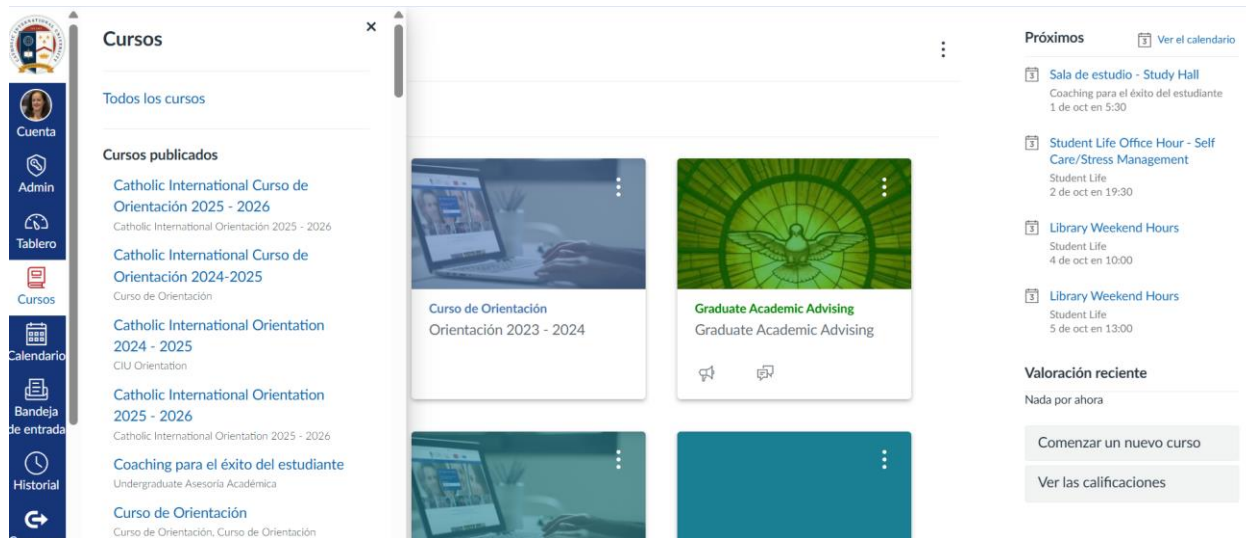 Cuenta
Admin
Tablero
Cursos
Calendario
Bandeja
de entrada
Historial
Cursos
×
Todos los cursos
Cursos publicados
Catholic International Curso de
Orientación 2025 - 2026
Catholic International Orientación 2025 - 2026
Catholic International Curso de
Orientación 2024-2025
Curso de Orientación
Catholic International Orientation
2024 - 2025
CIU Orientation
Catholic International Orientation
2025 - 2026
Catholic International Orientation 2025 - 2026
Coaching para el éxito del estudiante
Undergraduate Asesoría Académica
Curso de Orientación
Curso de Orientación, Curso de Orientación
Curso de Orientación
Orientación 2023 - 2024
Graduate Academic Advising
Graduate Academic Advising
Próximos
Ver el calendario
Sala de estudio - Study Hall
Coaching para el éxito del estudiante
1 de oct en 5:30
Student Life Office Hour - Self
Care/Stress Management
Student Life
2 de oct en 19:30
Library Weekend Hours
Student Life
4 de oct en 10:00
Library Weekend Hours
Student Life
5 de oct en 13:00
Valoración reciente
Nada por ahora
Comenzar un nuevo curso
Ver las calificaciones